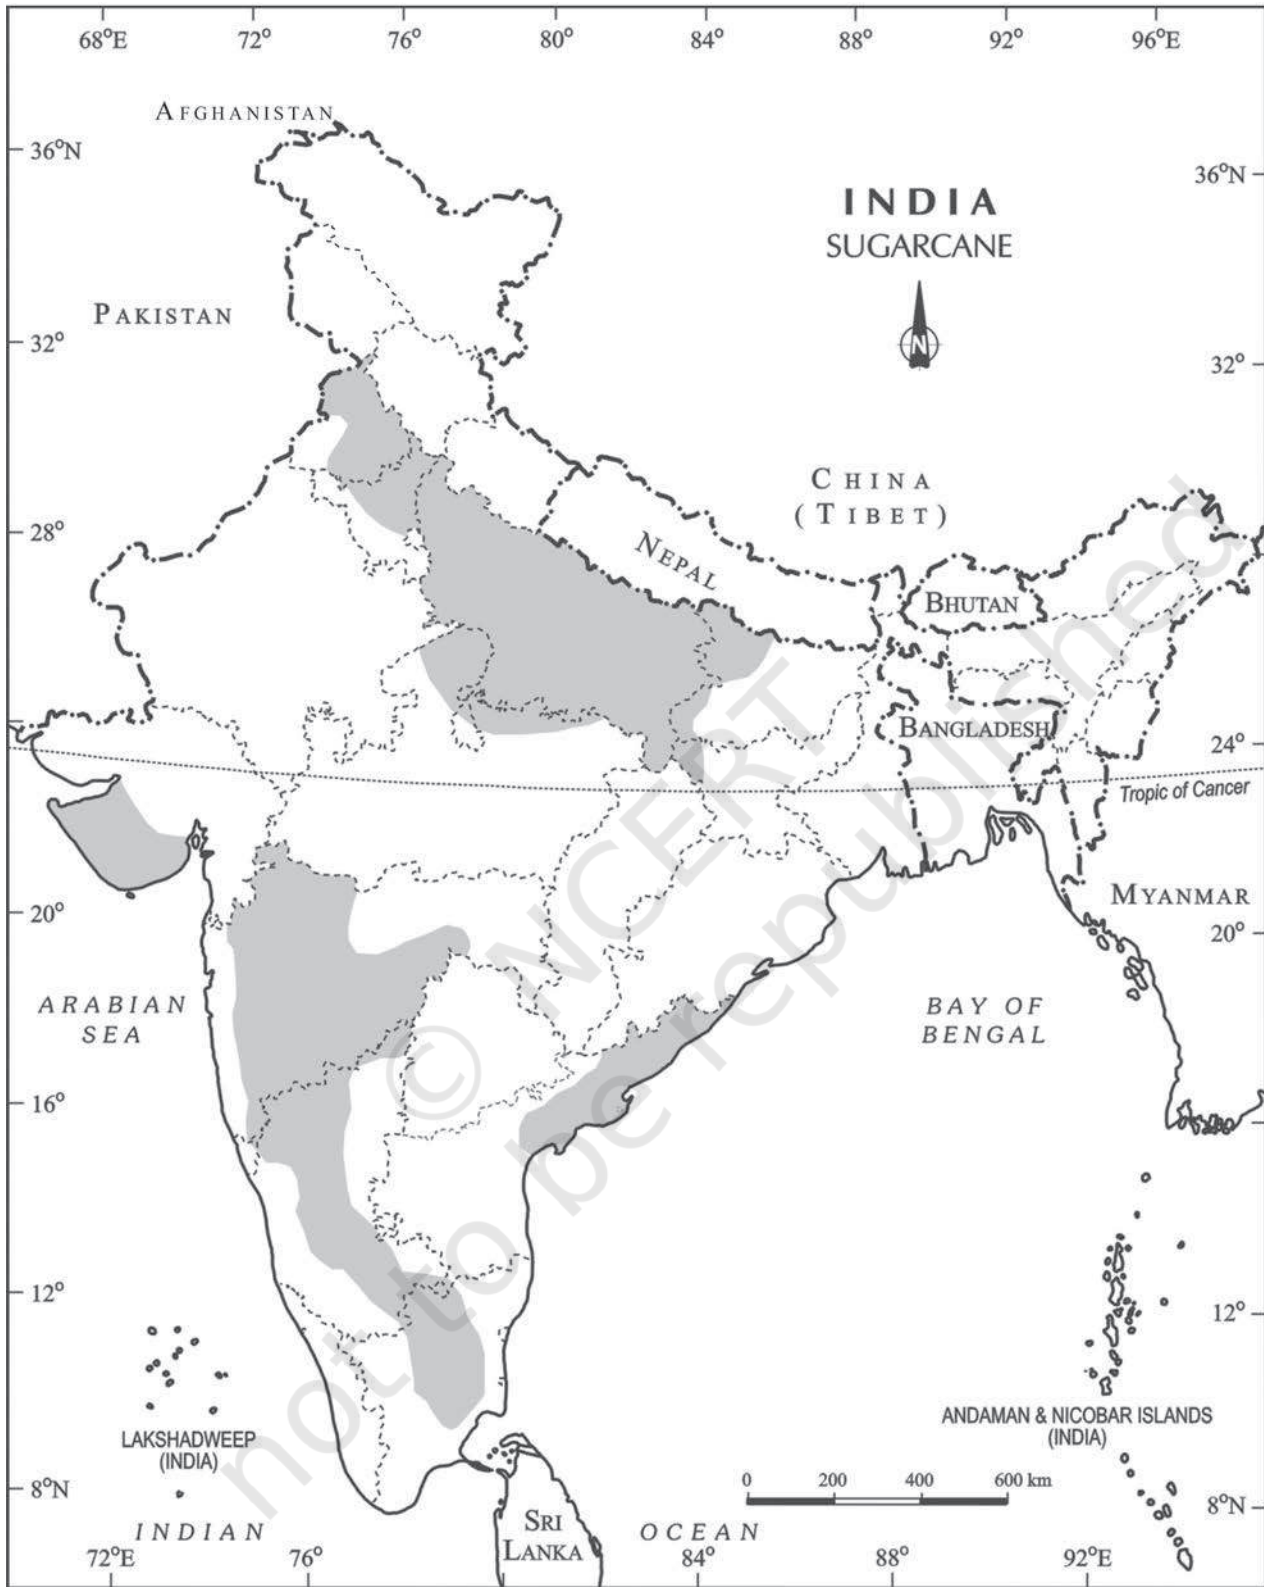 68°E 72° 76° 80° 84° 88° 92° 96°E
AFGHANISTAN
36°N
36°N
INDIA
SUGARCANE
N
PAKISTAN
32°
32°
CHINA
(TIBET)
28°
28°
NEPAL
BHUTAN
BANGLADESH
24°
Tropic of Cancer
MYANMAR
20°
20°
ARABIAN
SEA
BAY OF
BENGAL
16°
12°
12°
LAKSHADWEEP
(INDIA)
ANDAMAN & NICOBAR ISLANDS
(INDIA)
0 200 400 600 km
8°N
8°N
INDIAN
OCEAN
SRI
LANKA
72°E 76° 84° 88° 92°E
© NCERT
not to be republished